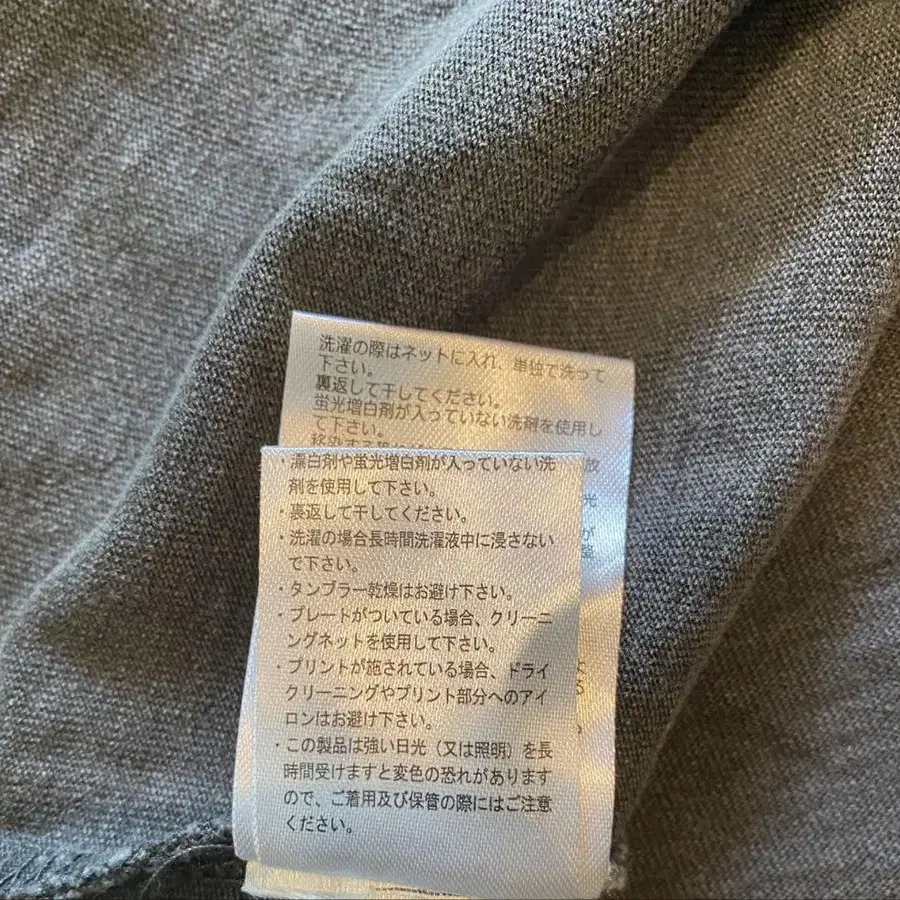 洗濯の際はネットに入れ、単独で洗って
下さい。
裏返して干してください。
蛍光増白剤が入っていない洗剤を使用し
て下さい。
移染する
放
・漂白剤や蛍光増白剤が入っていない洗
剤を使用して下さい。
光
・裏返して干してください。
・洗濯の場合長時間洗濯液中に浸さない
が
で下さい。
・タンブラー乾燥はお避け下さい。
・プレートがついている場合、クリーニ
ングネットを使用して下さい。
・プリントが施されている場合、ドライ
クリーニングやプリント部分へのアイ
ロンはお避け下さい。
・この製品は強い日光（又は照明）を長
時間受けますと変色の恐れがあります
ので、ご着用及び保管の際にはご注意
ください。